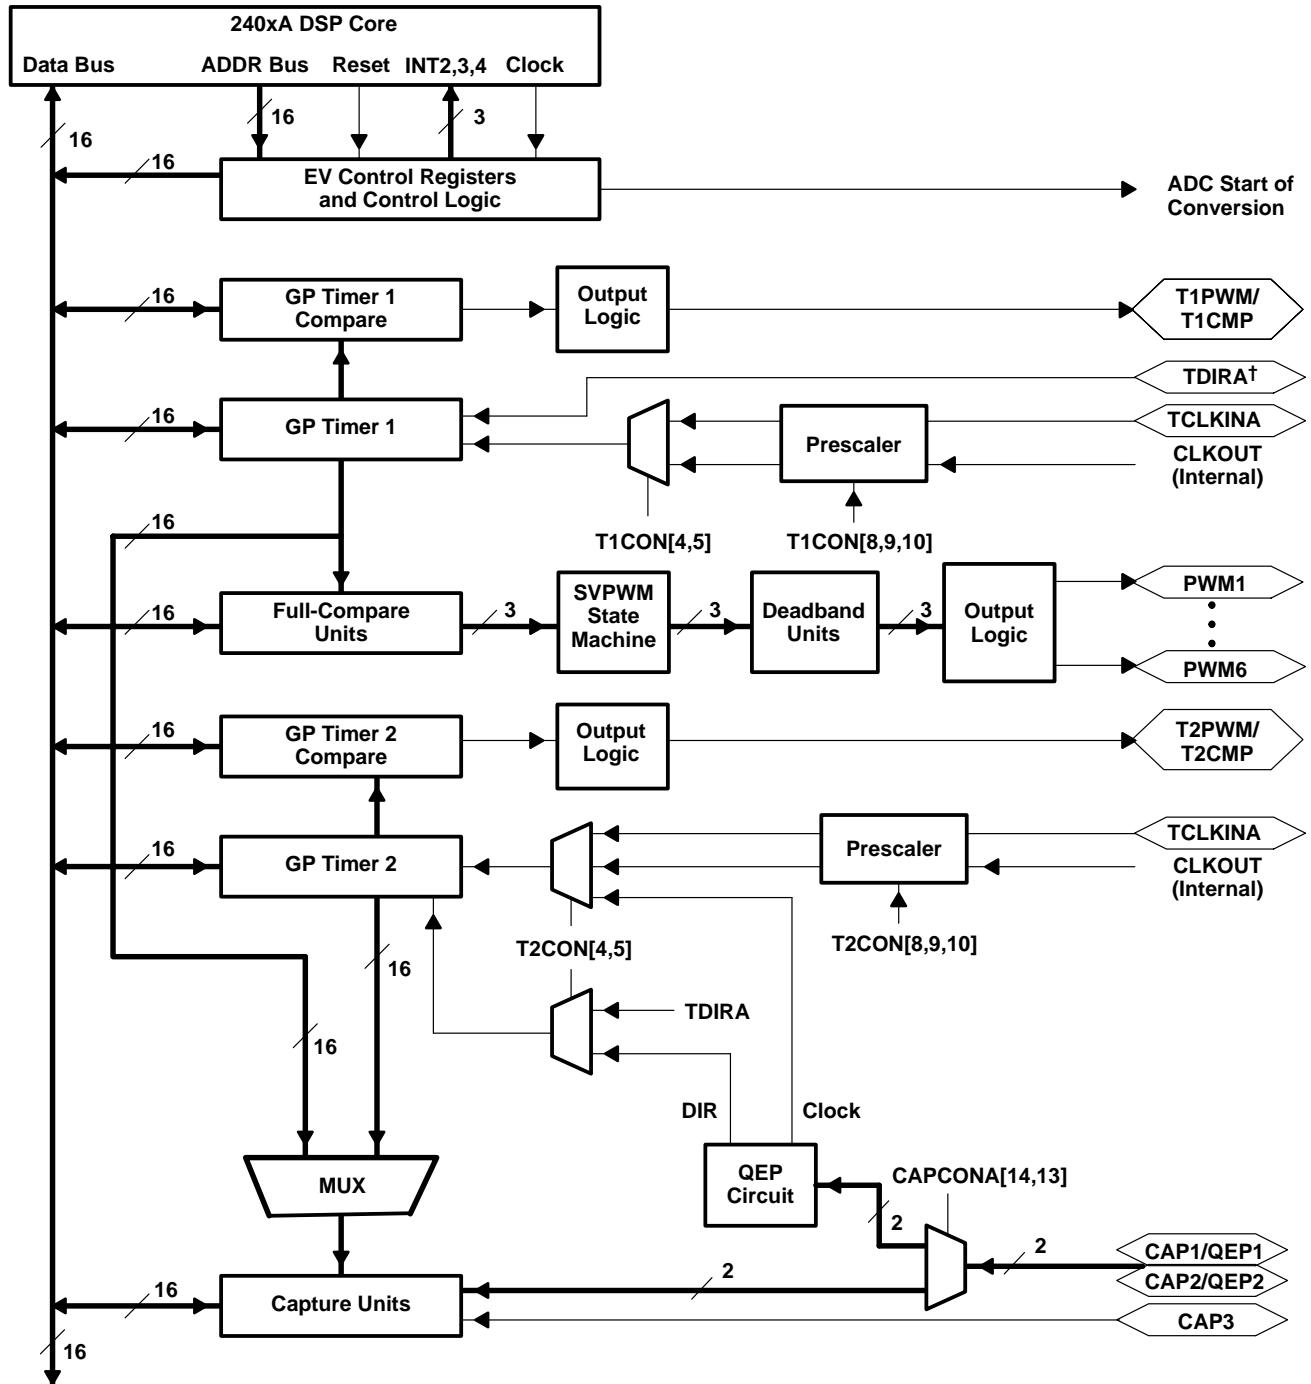 240xA DSP Core
Data Bus
ADDR Bus
Reset
INT2,3,4
Clock
16
16
3
16
EV Control Registers
and Control Logic
ADC Start of
Conversion
16
GP Timer 1
Compare
Output
Logic
T1PWM/
T1CMP
TDIRA†
16
GP Timer 1
Prescaler
TCLKINA
CLKOUT
(Internal)
16
T1CON[4,5]
T1CON[8,9,10]
16
Full-Compare
Units
3
SVPWM
State
Machine
3
Deadband
Units
3
Output
Logic
PWM1
PWM6
16
GP Timer 2
Compare
Output
Logic
T2PWM/
T2CMP
16
GP Timer 2
Prescaler
TCLKINA
CLKOUT
(Internal)
T2CON[4,5]
T2CON[8,9,10]
16
TDIRA
16
DIR
Clock
MUX
QEP
Circuit
CAPCONA[14,13]
2
2
CAP1/QEP1
CAP2/QEP2
2
16
Capture Units
CAP3
16